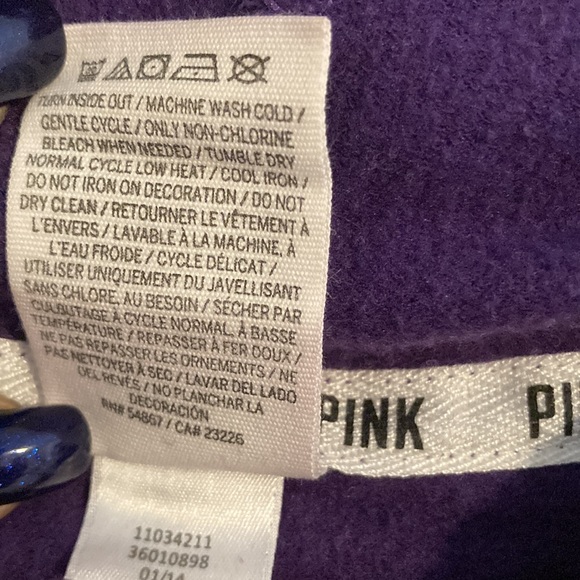 TURN INSIDE OUT / MACHINE WASH COLD /
GENTLE CYCLE / ONLY NON-CHLORINE
BLEACH WHEN NEEDED / TUMBLE DRY
NORMAL CYCLE LOW HEAT / COOL IRON /
DO NOT IRON ON DECORATION / DO NOT
DRY CLEAN / RETOURNER LE VÊTEMENT À
L'ENVERS / LAVABLE À LA MACHINE, À
L'EAU FROIDE / CYCLE DÉLICAT /
UTILISER UNIQUEMENT DU JAVELLISANT
SANS CHLORE, AU BESOIN / SÉCHER PAR
CULBUTAGE À CYCLE NORMAL, À BASSE
TEMPÉRATURE / REPASSER À FER DOUX /
NE PAS REPASSER LES ORNEMENTS / NE
PAS NETTOYER À SEC / LAVAR DEL LADO
DEL REVÉS / NO PLANCHAR LA
DECORACIÓN
RN# 54867 / CA# 23226
PINK PI
11034211
36010898
01/14